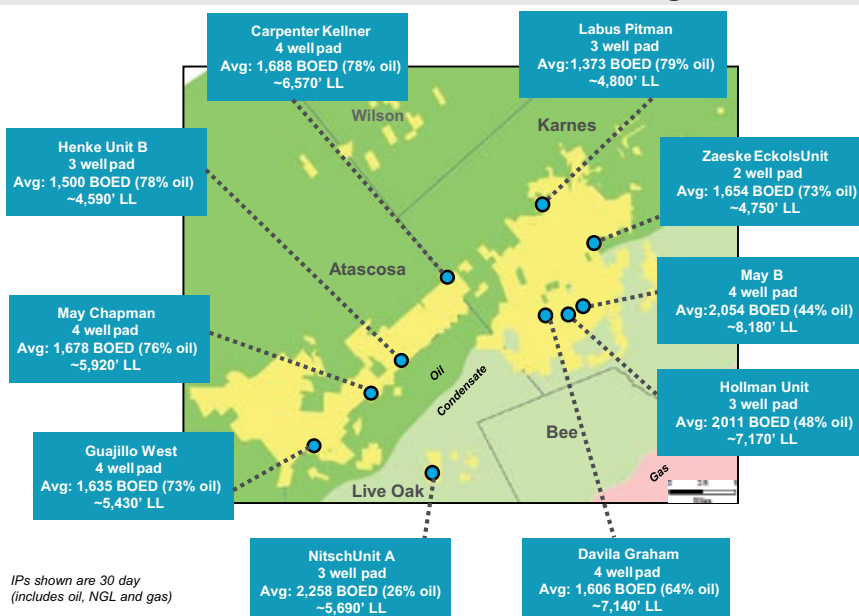 Carpenter Kellner
4 well pad
Avg: 1,688 BOED (78% oil)
~6,570' LL
Labus Pitman
3 well pad
Avg:1,373 BOED (79% oil)
~4,800' LL
Henke Unit B
3 well pad
Avg: 1,500 BOED (78% oil)
~4,590' LL
Zaeske EckolsUnit
2 well pad
Avg: 1,654 BOED (73% oil)
~4,750' LL
May Chapman
4 well pad
Avg: 1,678 BOED (76% oil)
~5,920' LL
May B
4 well pad
Avg:2,054 BOED (44% oil)
~8,180' LL
Guajillo West
4 well pad
Avg: 1,635 BOED (73% oil)
~5,430' LL
Hollman Unit
3 well pad
Avg: 2011 BOED (48% oil)
~7,170' LL
Wilson
Karnes
Atascosa
Oil
Condensate
Bee
Live Oak
Gas
NitschUnit A
3 well pad
Avg: 2,258 BOED (26% oil)
~5,690' LL
Davila Graham
4 well pad
Avg: 1,606 BOED (64% oil)
~7,140' LL
IPs shown are 30 day
(includes oil, NGL and gas)